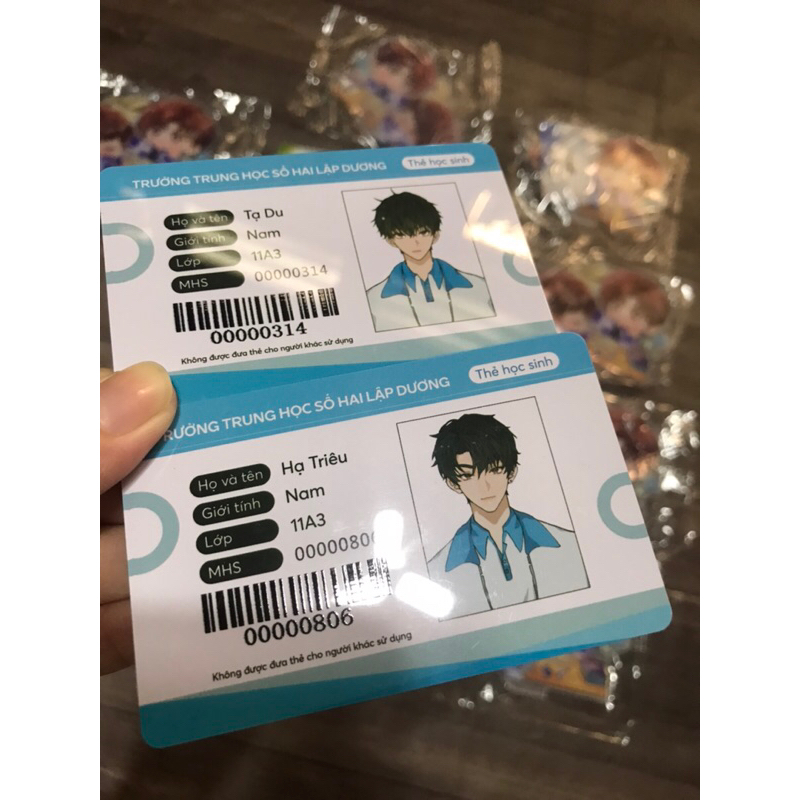 TRƯỜNG TRUNG HỌC SỐ HAI LẬP DƯƠNG Thẻ học sinh
Họ và tên Tạ Du
Giới tính Nam
Lớp 11A3
MHS 00000314
00000314
Không được đưa thẻ cho người khác sử dụng
RƯỜNG TRUNG HỌC SỐ HAI LẬP DƯƠNG Thẻ học sinh
Họ và tên Hạ Triêu
Giới tính Nam
Lớp 11A3
MHS 00000806
00000806
Không được đưa thẻ cho người khác sử dụng